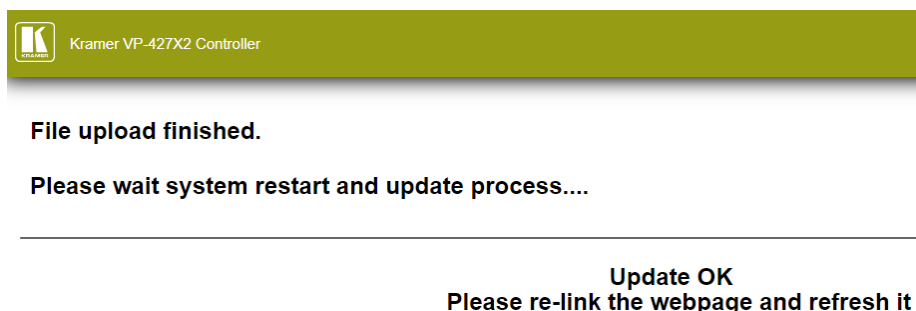 KRAMER
Kramer VP-427X2 Controller
File upload finished.
Please wait system restart and update process....
Update OK
Please re-link the webpage and refresh it